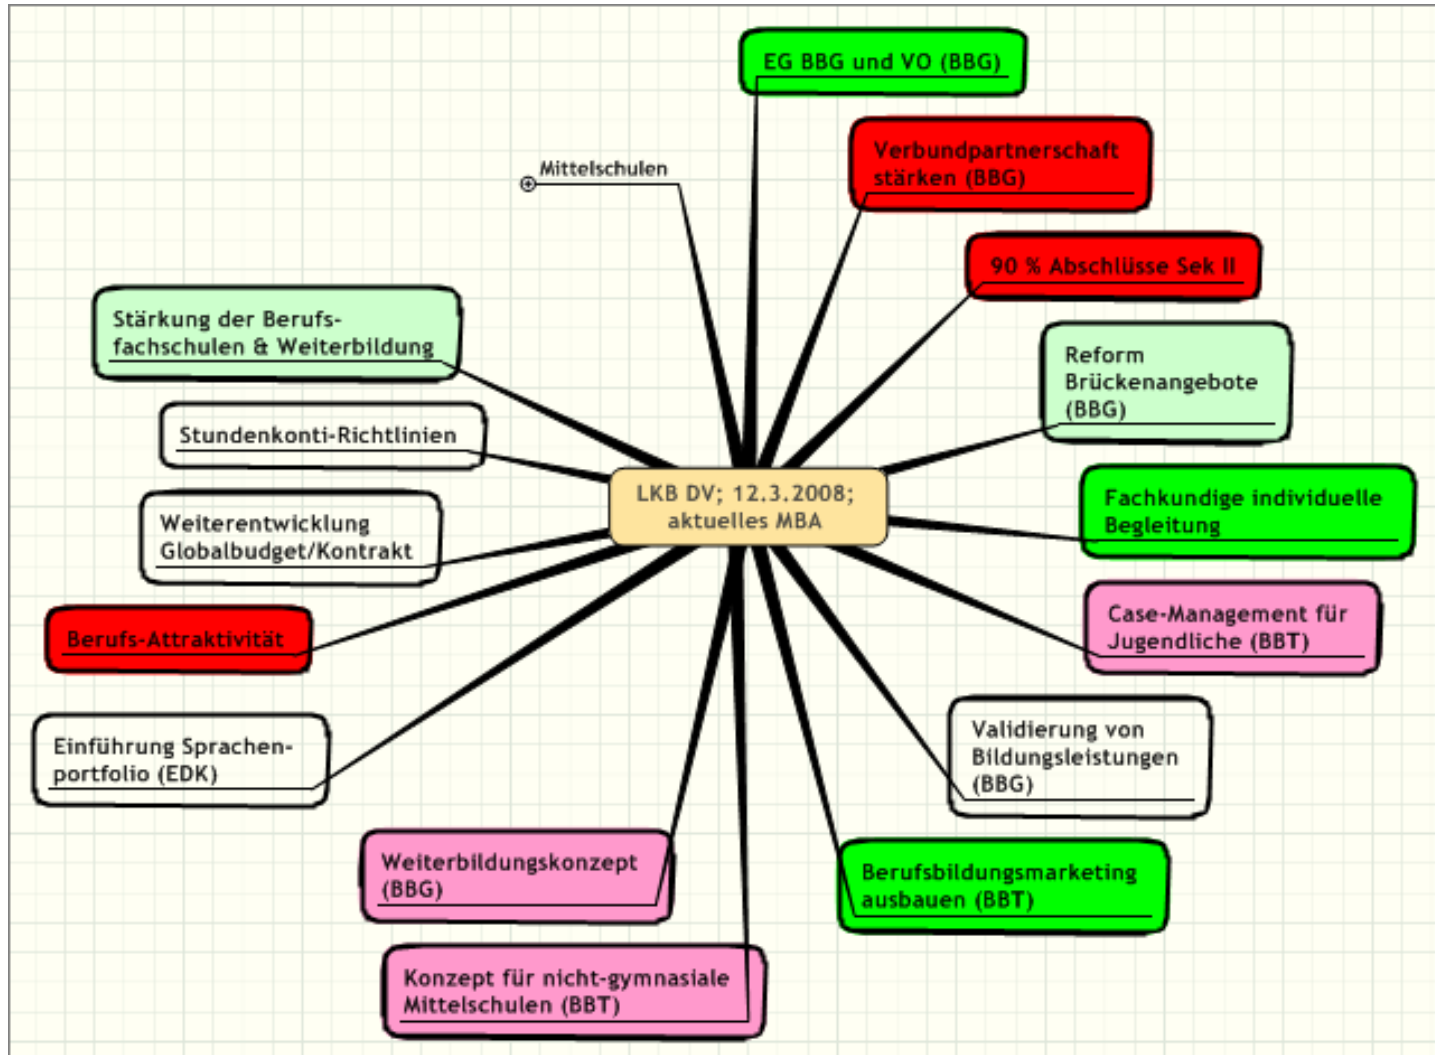 EG BBG und VO (BBG)
Verbundpartnerschaft
stärken (BBG)
90 % Abschlüsse Sek II
Reform
Brückenangebote
(BBG)
Fachkundige individuelle
Begleitung
Case-Management für
Jugendliche (BBT)
Validierung von
Bildungsleistungen
(BBG)
Berufsbildungsmarketing
ausbauen (BBT)
Konzept für nicht-gymnasiale
Mittelschulen (BBT)
Weiterbildungskonzept
(BBG)
Einführung Sprachen-
portfolio (EDK)
Berufs-Attraktivität
Weiterentwicklung
Globalbudget/Kontrakt
Stundenkonti-Richtlinien
Stärkung der Berufs-
fachschulen & Weiterbildung
Mittelschulen
LKB DV; 12.3.2008;
aktuelles MBA